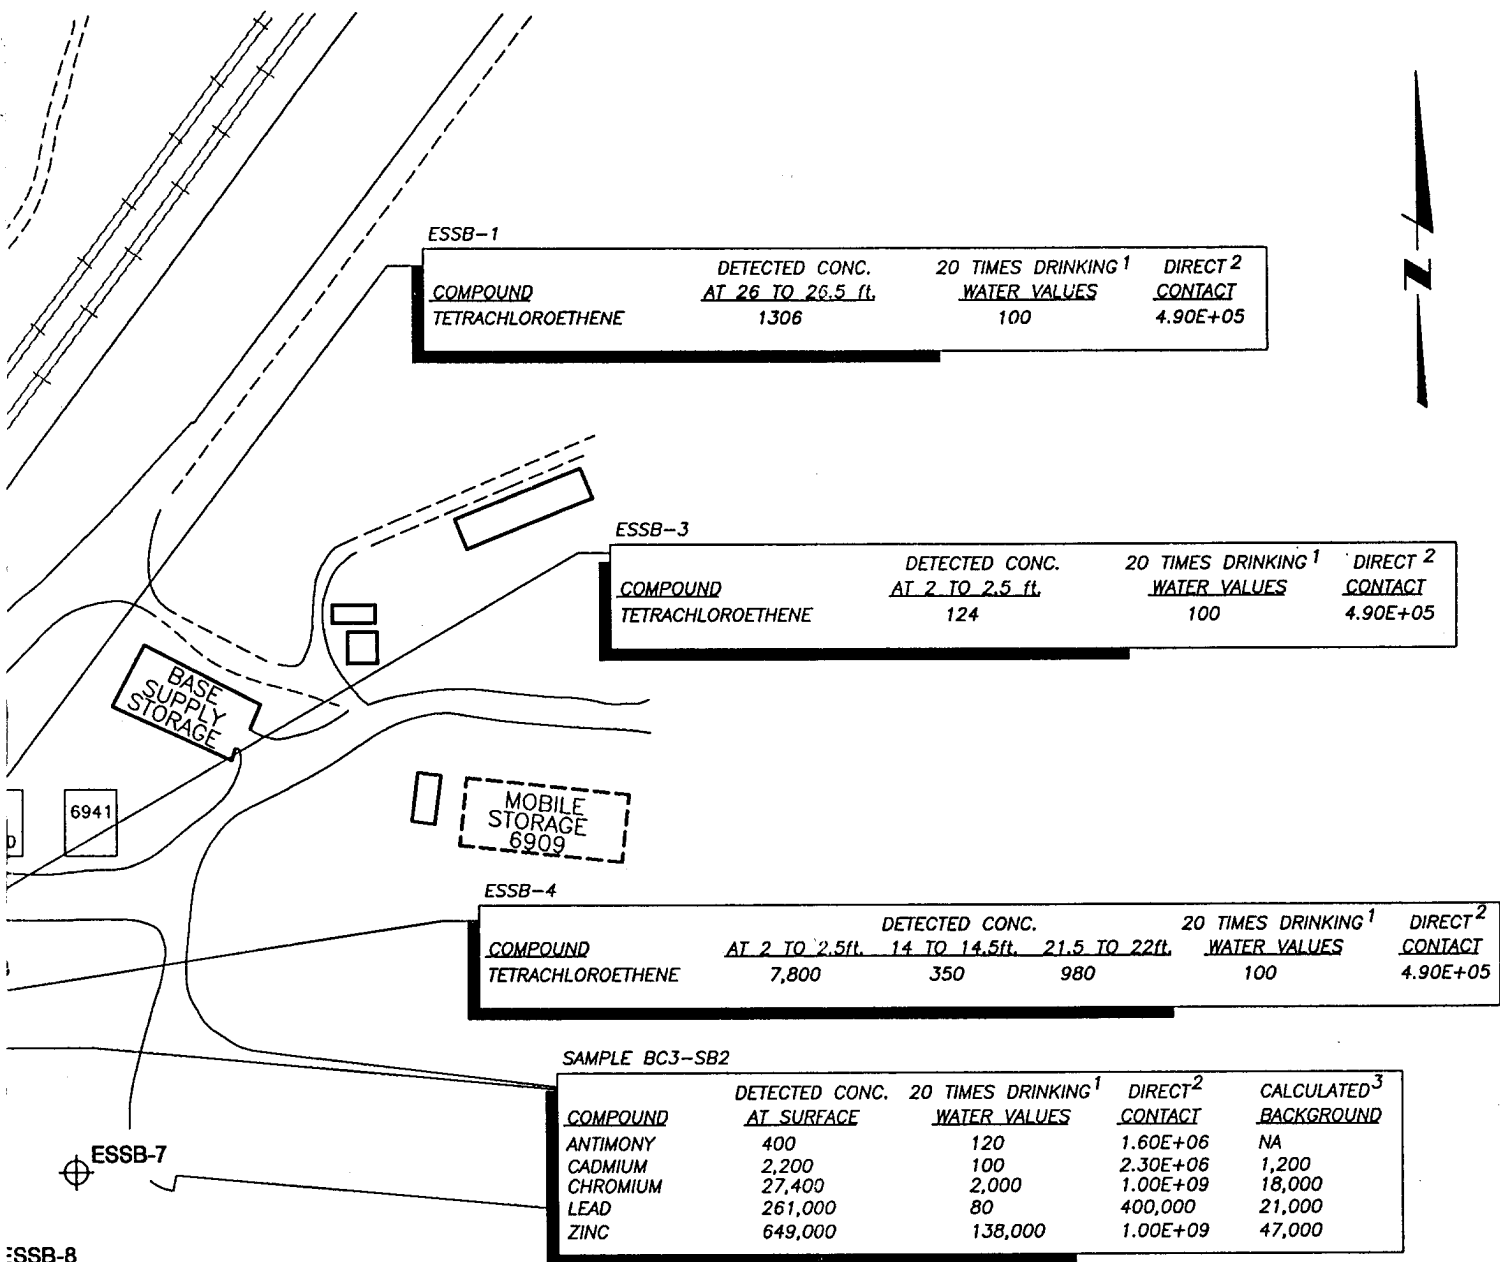 ESSB-1
DETECTED CONC. 20 TIMES DRINKING 1 DIRECT 2
COMPOUND AT 26 TO 26.5 ft. WATER VALUES CONTACT
TETRACHLOROETHENE 1306 100 4.90E+05
N
ESSB-3
DETECTED CONC. 20 TIMES DRINKING 1 DIRECT 2
COMPOUND AT 2 TO 2.5 ft. WATER VALUES CONTACT
TETRACHLOROETHENE 124 100 4.90E+05
BASE
SUPPLY
STORAGE
6941
MOBILE
STORAGE
6909
ESSB-4
DETECTED CONC. 20 TIMES DRINKING 1 DIRECT 2
COMPOUND AT 2 TO 2.5ft. 14 TO 14.5ft. 21.5 TO 22ft. WATER VALUES CONTACT
TETRACHLOROETHENE 7,800 350 980 100 4.90E+05
SAMPLE BC3-SB2
DETECTED CONC. 20 TIMES DRINKING 1 DIRECT 2 CALCULATED 3
COMPOUND AT SURFACE WATER VALUES CONTACT BACKGROUND
ANTIMONY 400 120 1.60E+06 NA
CADMIUM 2,200 100 2.30E+06 1,200
CHROMIUM 27,400 2,000 1.00E+09 18,000
LEAD 261,000 80 400,000 21,000
ZINC 649,000 138,000 1.00E+09 47,000
ESSB-7
ESSB-8